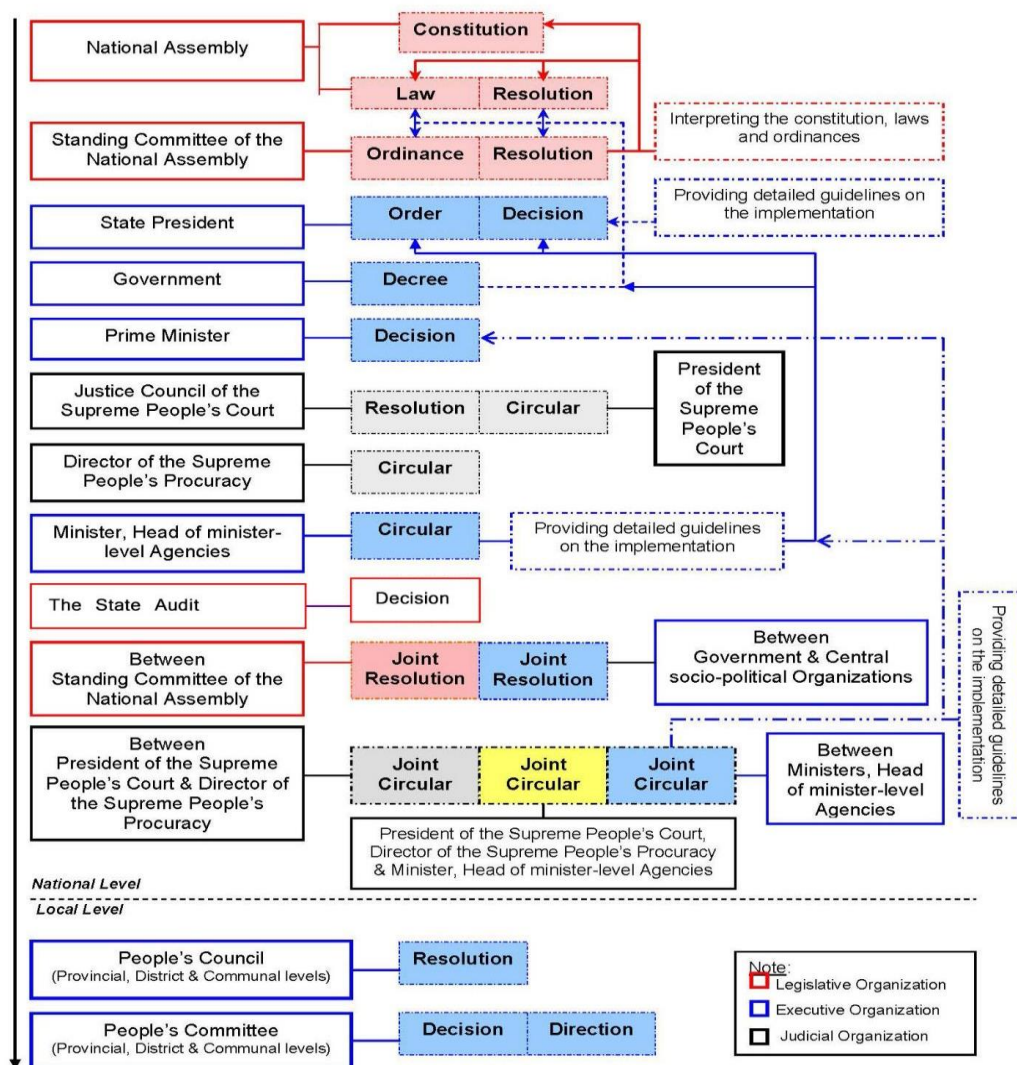 National Assembly
Constitution
Law
Resolution
Interpreting the constitution, laws
and ordinances
Standing Committee of the
National Assembly
Ordinance
Resolution
Providing detailed guidelines on
the implementation
State President
Order
Decision
Government
Decree
Prime Minister
Decision
Justice Council of the
Supreme People's Court
Resolution
Circular
President
of the
Supreme
People's
Court
Director of the Supreme
People's Procuracy
Circular
Minister, Head of minister-
level Agencies
Circular
Providing detailed guidelines
on the implementation
The State Audit
Decision
Providing detailed guidelines
on the implementation
Between
Standing Committee of the
National Assembly
Joint
Resolution
Joint
Resolution
Between
Government & Central
socio-political Organizations
Between
President of the Supreme
People's Court & Director of
the Supreme People's
Procuracy
Joint
Circular
Joint
Circular
Joint
Circular
Between
Ministers, Head
of minister-level
Agencies
President of the Supreme People's Court,
Director of the Supreme People's Procuracy
& Minister, Head of minister-level Agencies
National Level
Local Level
People's Council
(Provincial, District & Communal levels)
Resolution
People's Committee
(Provincial, District & Communal levels)
Decision
Direction
Note:
Legislative Organization
Executive Organization
Judicial Organization